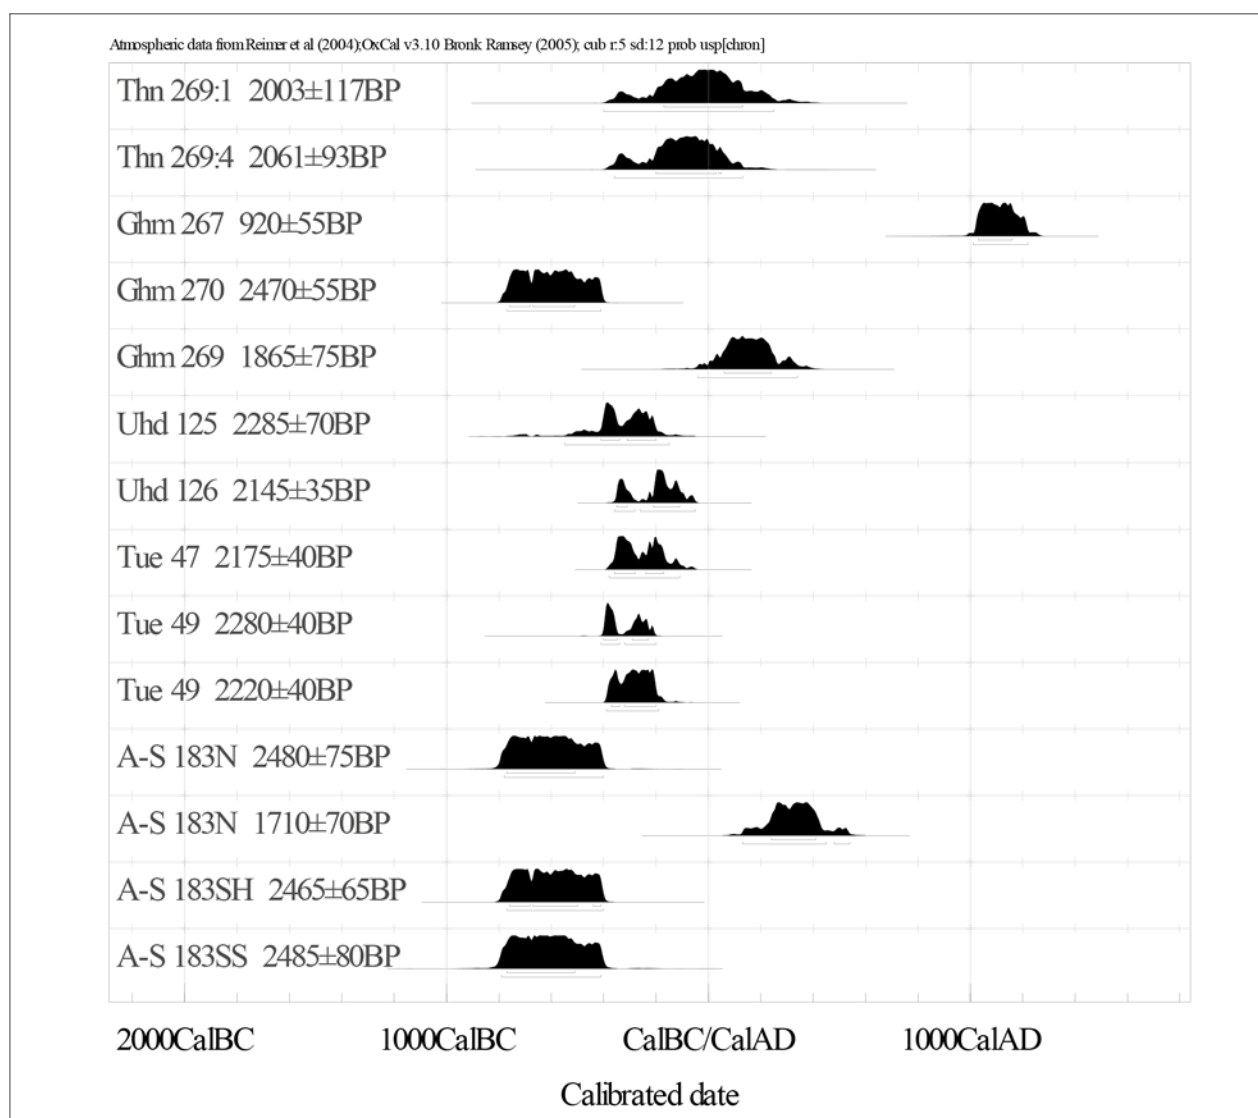 Atmospheric data from Reimer et al (2004);OxCal v3.10 Bronk Ramsey (2005); cub r:5 sd:12 prob usp[chron]
Thn 269:1 2003±117BP
Thn 269:4 2061±93BP
Ghm 267 920±55BP
Ghm 270 2470±55BP
Ghm 269 1865±75BP
Uhd 125 2285±70BP
Uhd 126 2145±35BP
Tue 47 2175±40BP
Tue 49 2280±40BP
Tue 49 2220±40BP
A-S 183N 2480±75BP
A-S 183N 1710±70BP
A-S 183SH 2465±65BP
A-S 183SS 2485±80BP
2000CalBC 1000CalBC CalBC/CalAD 1000CalAD
Calibrated date